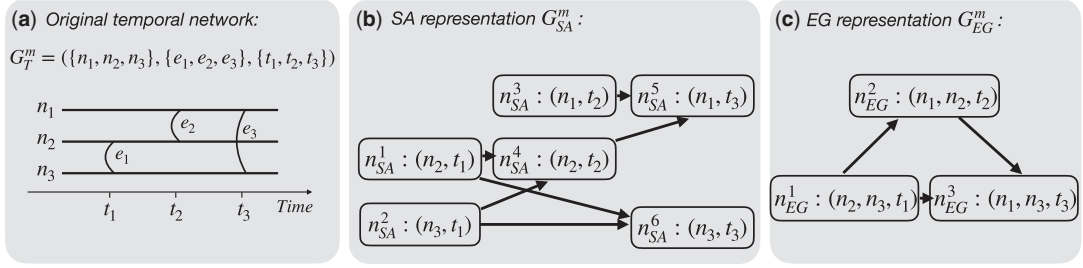 (a) Original temporal network:
G_T^m = ({n_1, n_2, n_3}, {e_1, e_2, e_3}, {t_1, t_2, t_3})
n_1
e_2
e_3
n_2
e_1
n_3
t_1 t_2 t_3 Time
(b) SA representation G_SA^m :
n_SA^3 : (n_1, t_2) n_SA^5 : (n_1, t_3)
n_SA^1 : (n_2, t_1) n_SA^4 : (n_2, t_2)
n_SA^2 : (n_3, t_1) n_SA^6 : (n_3, t_3)
(c) EG representation G_EG^m :
n_EG^2 : (n_1, n_2, t_2)
n_EG^1 : (n_2, n_3, t_1) n_EG^3 : (n_1, n_3, t_3)